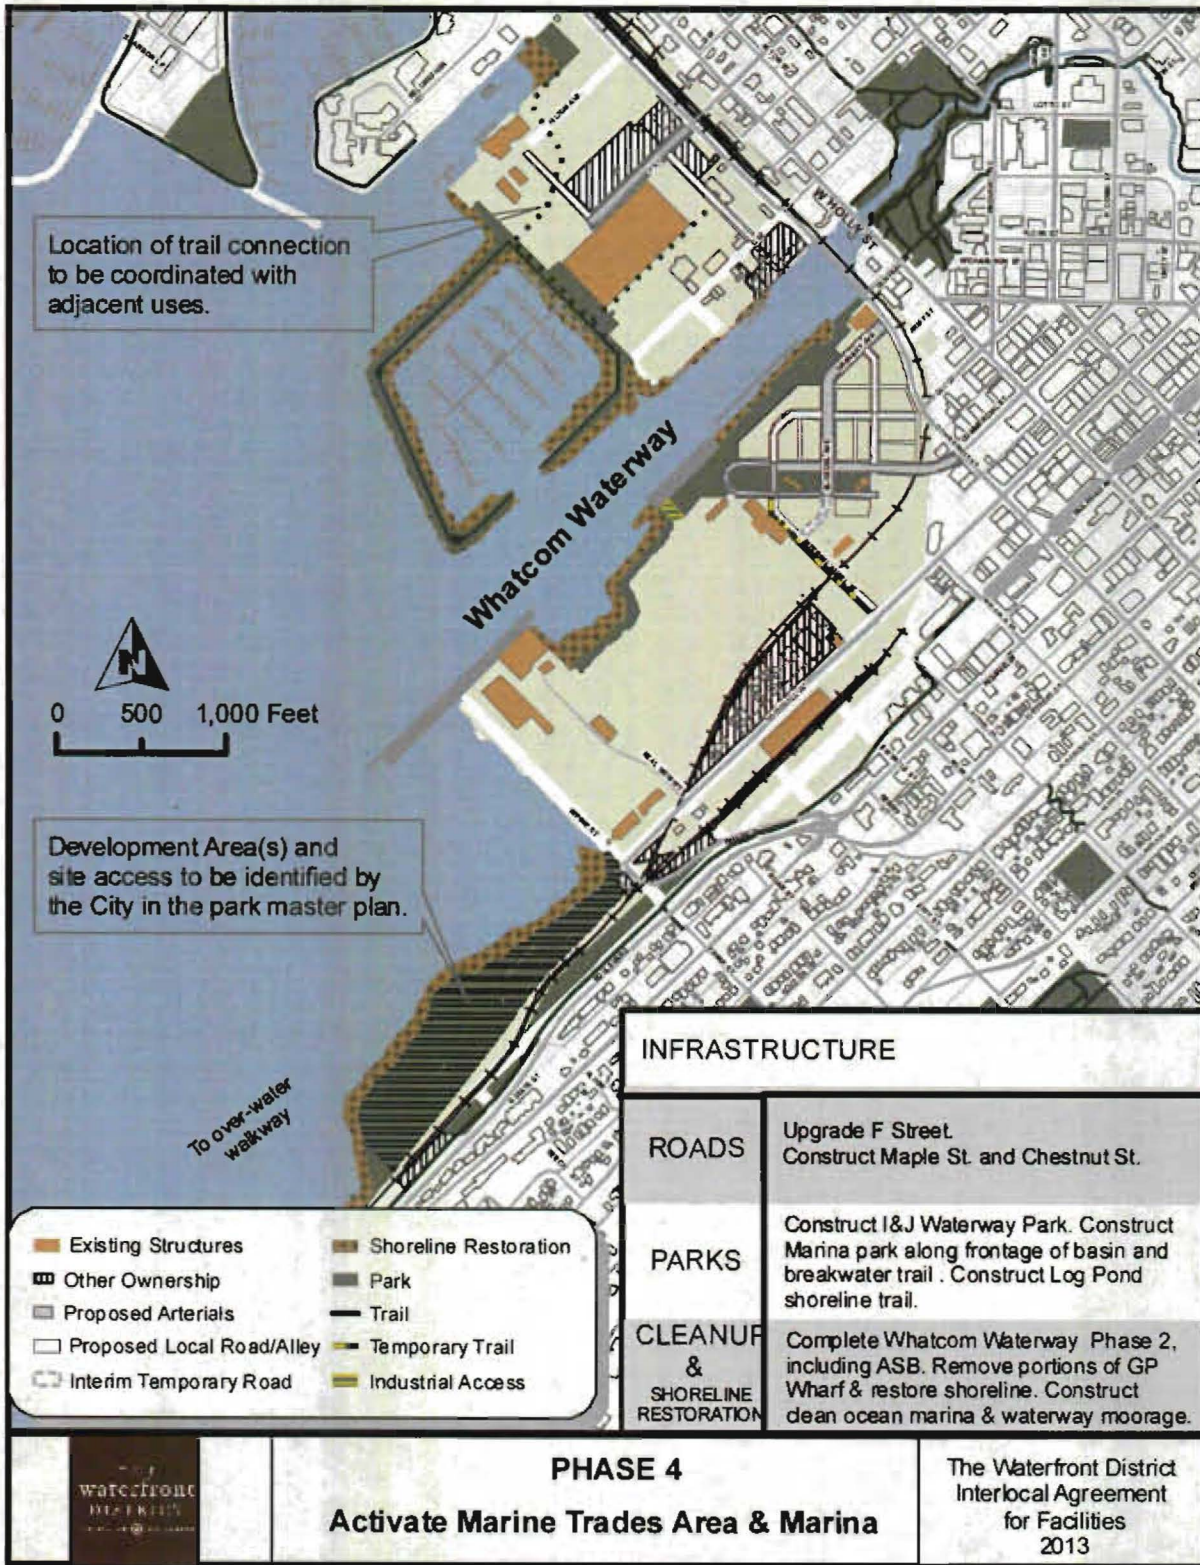 W HOLLY ST
Location of trail connection
to be coordinated with
adjacent uses.
Whatcom Waterway
N
0 500 1,000 Feet
Development Area(s) and
site access to be identified by
the City in the park master plan.
To over-water
walkway
INFRASTRUCTURE
ROADS
Upgrade F Street.
Construct Maple St. and Chestnut St.
PARKS
Construct I&J Waterway Park. Construct
Marina park along frontage of basin and
breakwater trail . Construct Log Pond
shoreline trail.
CLEANUP
&
SHORELINE
RESTORATION
Complete Whatcom Waterway Phase 2,
including ASB. Remove portions of GP
Wharf & restore shoreline. Construct
clean ocean marina & waterway moorage.
Existing Structures
Other Ownership
Proposed Arterials
Proposed Local Road/Alley
Interim Temporary Road
Shoreline Restoration
Park
Trail
Temporary Trail
Industrial Access
waterfront
DISTRICT
PHASE 4
Activate Marine Trades Area & Marina
The Waterfront District
Interlocal Agreement
for Facilities
2013